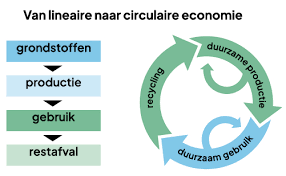 Van lineaire naar circulaire economie
grondstoffen
productie
gebruik
restafval
recycling
duurzame productie
duurzaam gebruik